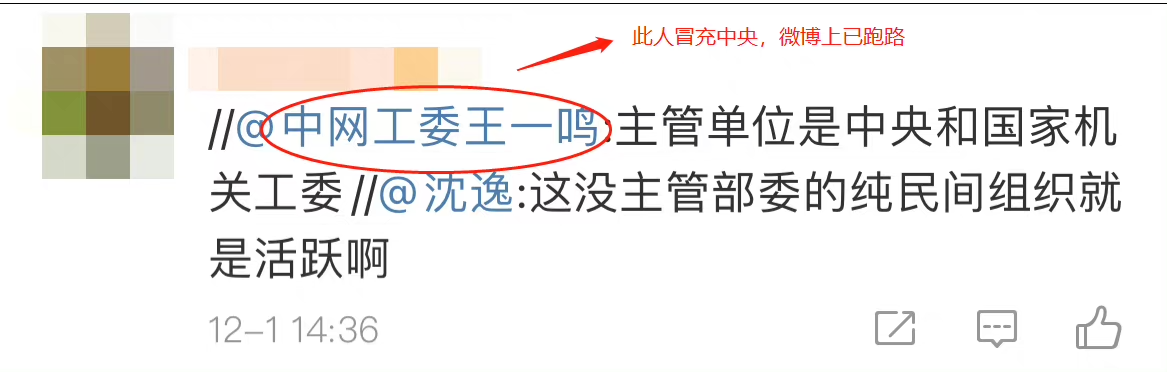 此人冒充中央，微博上已跑路
//@中网工委王一鸣:主管单位是中央和国家机
关工委//@沈逸:这没主管部委的纯民间组织就
是活跃啊
12-1 14:36